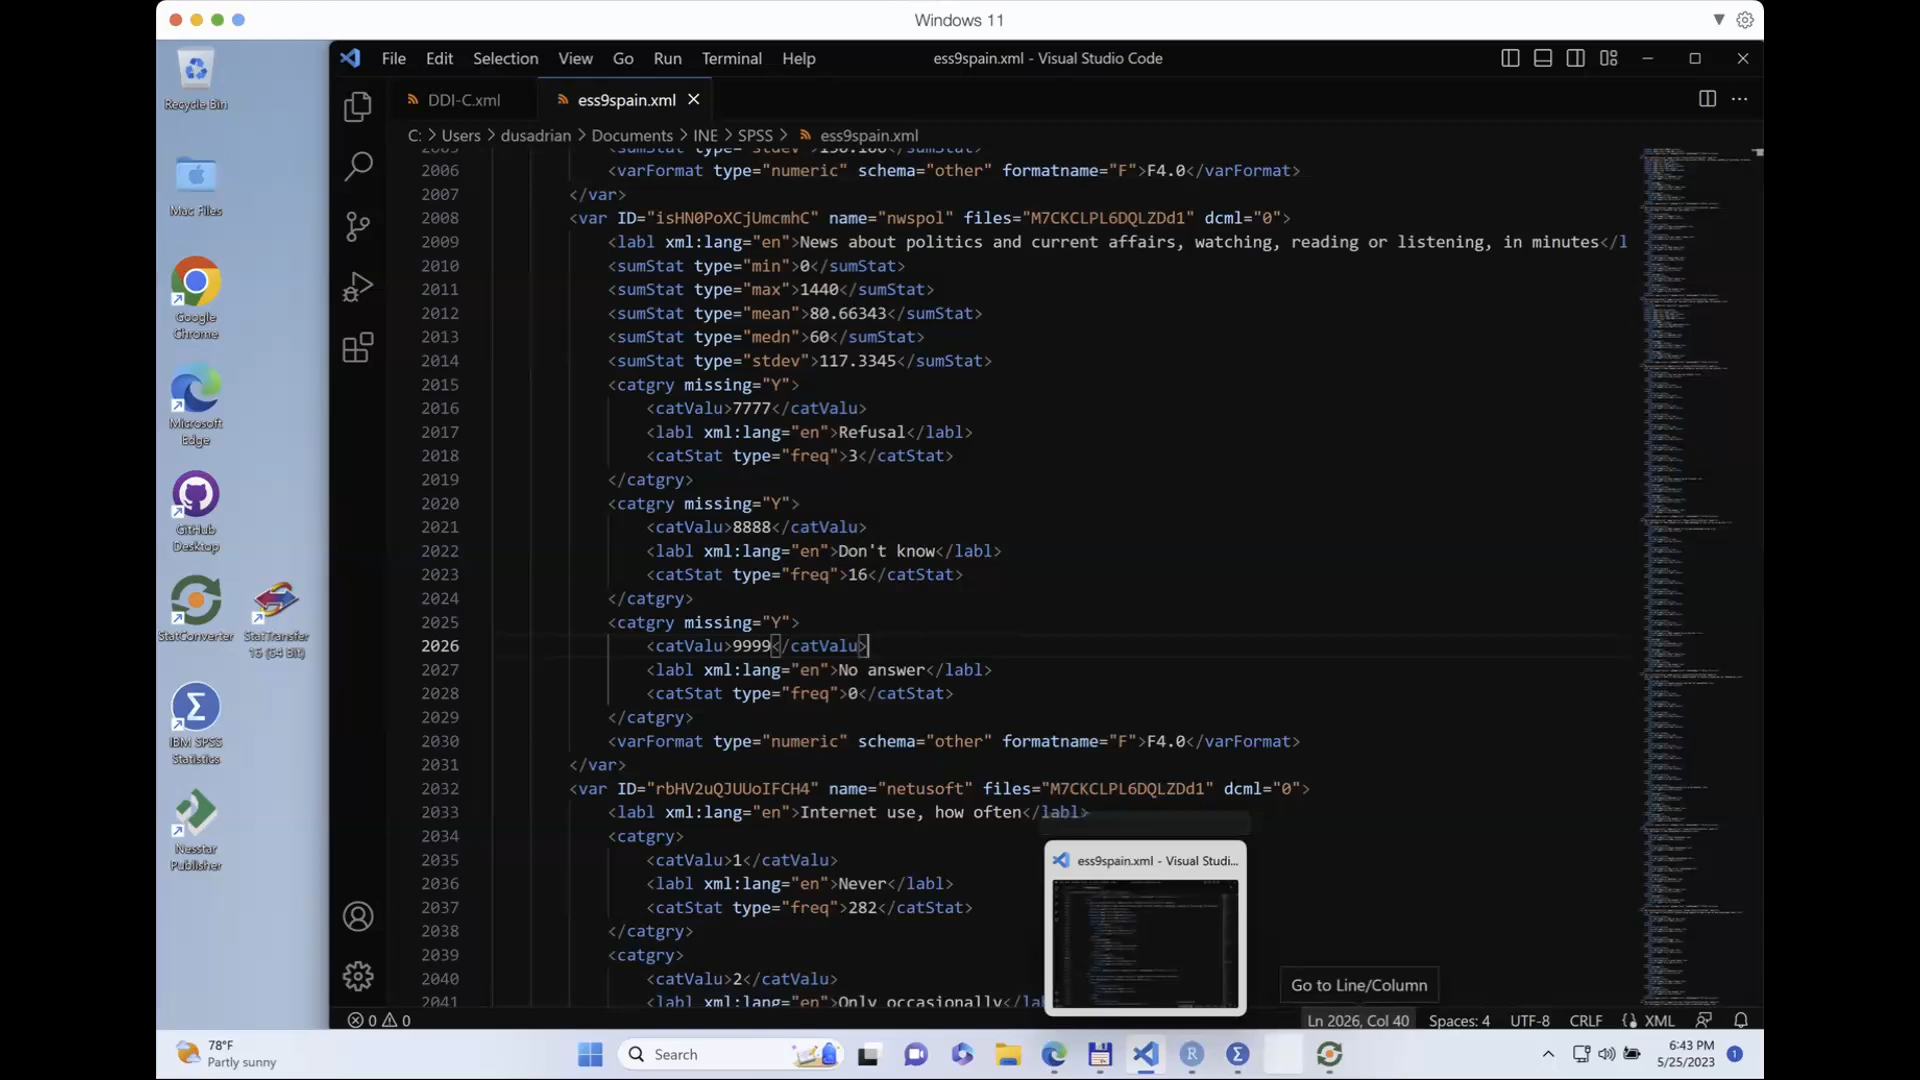 Windows 11
File Edit Selection View Go Run Terminal Help
ess9spain.xml - Visual Studio Code
DDI-C.xml
ess9spain.xml
C: > Users > dusadrian > Documents > INE > SPSS > ess9spain.xml
2006 <varFormat type="numeric" schema="other" formatname="F">F4.0</varFormat>
2007 </var>
2008 <var ID="isHN0PoXCjUmcmhC" name="nwspol" files="M7CKCLPL6DQLZDd1" dcml="0">
2009 <labl xml:lang="en">News about politics and current affairs, watching, reading or listening, in minutes</l
2010 <sumStat type="min">0</sumStat>
2011 <sumStat type="max">1440</sumStat>
2012 <sumStat type="mean">80.66343</sumStat>
2013 <sumStat type="medn">60</sumStat>
2014 <sumStat type="stdev">117.3345</sumStat>
2015 <catgry missing="Y">
2016 <catValu>7777</catValu>
2017 <labl xml:lang="en">Refusal</labl>
2018 <catStat type="freq">3</catStat>
2019 </catgry>
2020 <catgry missing="Y">
2021 <catValu>8888</catValu>
2022 <labl xml:lang="en">Don't know</labl>
2023 <catStat type="freq">16</catStat>
2024 </catgry>
2025 <catgry missing="Y">
2026 <catValu>9999</catValu>
2027 <labl xml:lang="en">No answer</labl>
2028 <catStat type="freq">0</catStat>
2029 </catgry>
2030 <varFormat type="numeric" schema="other" formatname="F">F4.0</varFormat>
2031 </var>
2032 <var ID="rbHV2uQJUUoIFCH4" name="netusoft" files="M7CKCLPL6DQLZDd1" dcml="0">
2033 <labl xml:lang="en">Internet use, how often</labl>
2034 <catgry>
2035 <catValu>1</catValu>
2036 <labl xml:lang="en">Never</labl>
2037 <catStat type="freq">282</catStat>
2038 </catgry>
2039 <catgry>
2040 <catValu>2</catValu>
2041 <labl xml:lang="en">Only occasionally</la
ess9spain.xml - Visual Studi...
Go to Line/Column
0 0
Ln 2026, Col 40 Spaces: 4 UTF-8 CRLF {} XML
Recycle Bin
Mac Files
Google
Chrome
Microsoft
Edge
GitHub
Desktop
StatConverter
StatTransfer
16 (64 Bit)
IBM SPSS
Statistics
Nesstar
Publisher
78°F
Partly sunny
Search
6:43 PM
5/25/2023
1